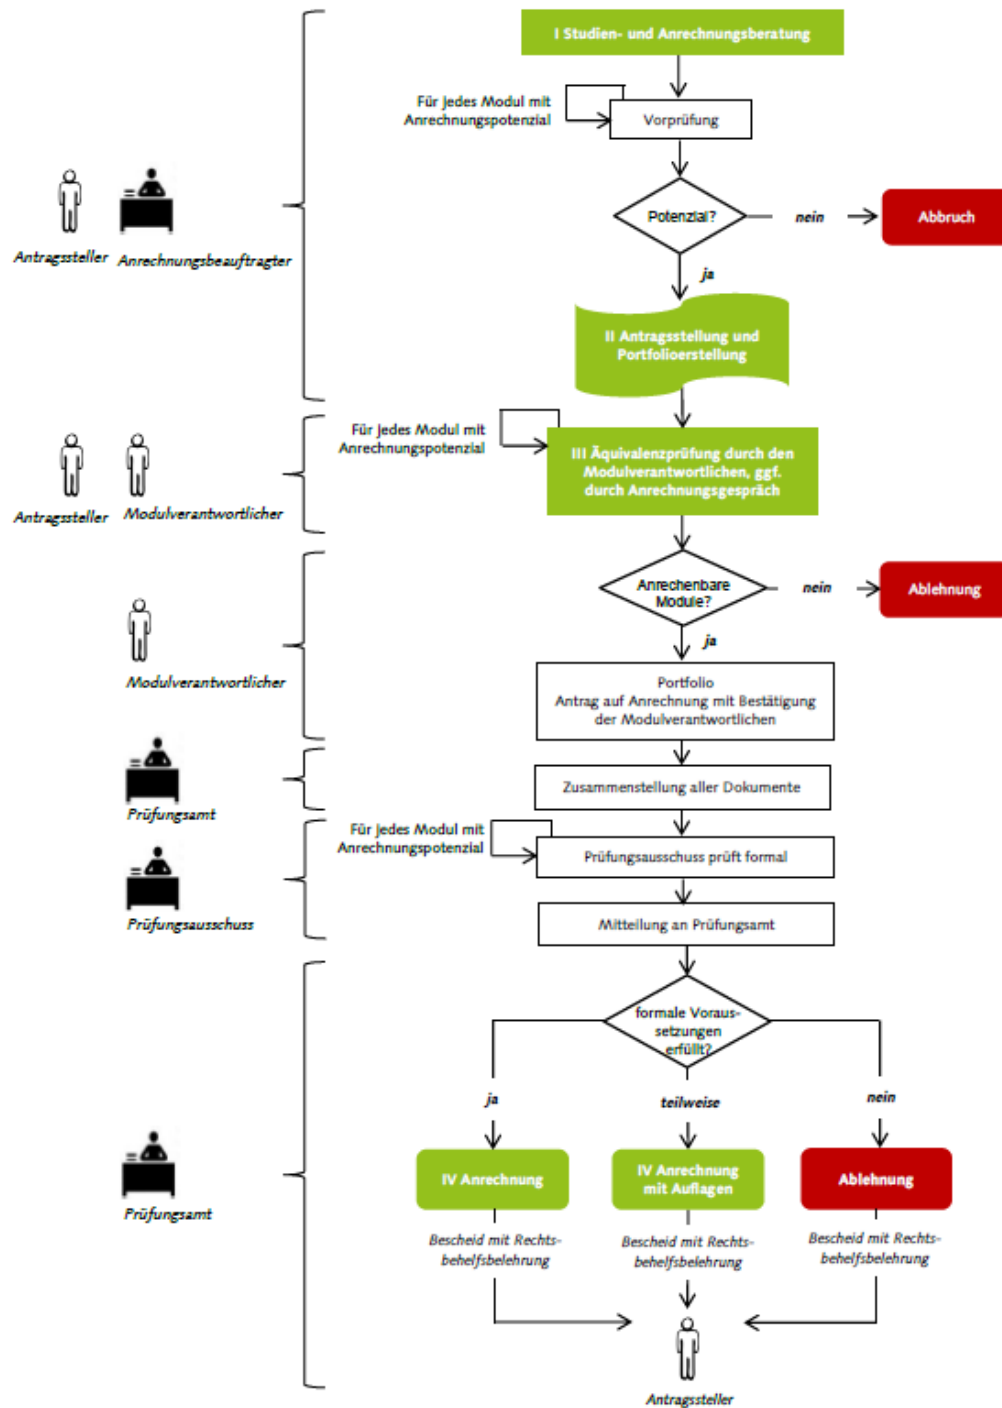 I Studien- und Anrechnungsberatung
Für jedes Modul mit
Anrechnungspotenzial
Vorprüfung
Potenzial?
nein
Abbruch
Antragssteller
Anrechnungsbeauftragter
ja
II Antragsstellung und
Portfolioerstellung
Für jedes Modul mit
Anrechnungspotenzial
III Äquivalenzprüfung durch den
Modulverantwortlichen, ggf.
durch Anrechnungsgespräch
Antragssteller
Modulverantwortlicher
Anrechenbare
Module?
nein
Ablehnung
ja
Modulverantwortlicher
Portfolio
Antrag auf Anrechnung mit Bestätigung
der Modulverantwortlichen
Zusammenstellung aller Dokumente
Prüfungsamt
Für jedes Modul mit
Anrechnungspotenzial
Prüfungsausschuss prüft formal
Prüfungsausschuss
Mitteilung an Prüfungsamt
formale Voraus-
setzungen
erfüllt?
ja
teilweise
nein
IV Anrechnung
IV Anrechnung
mit Auflagen
Ablehnung
Prüfungsamt
Bescheid mit Rechts-
behelfsbelehrung
Bescheid mit Rechts-
behelfsbelehrung
Bescheid mit Rechts-
behelfsbelehrung
Antragssteller